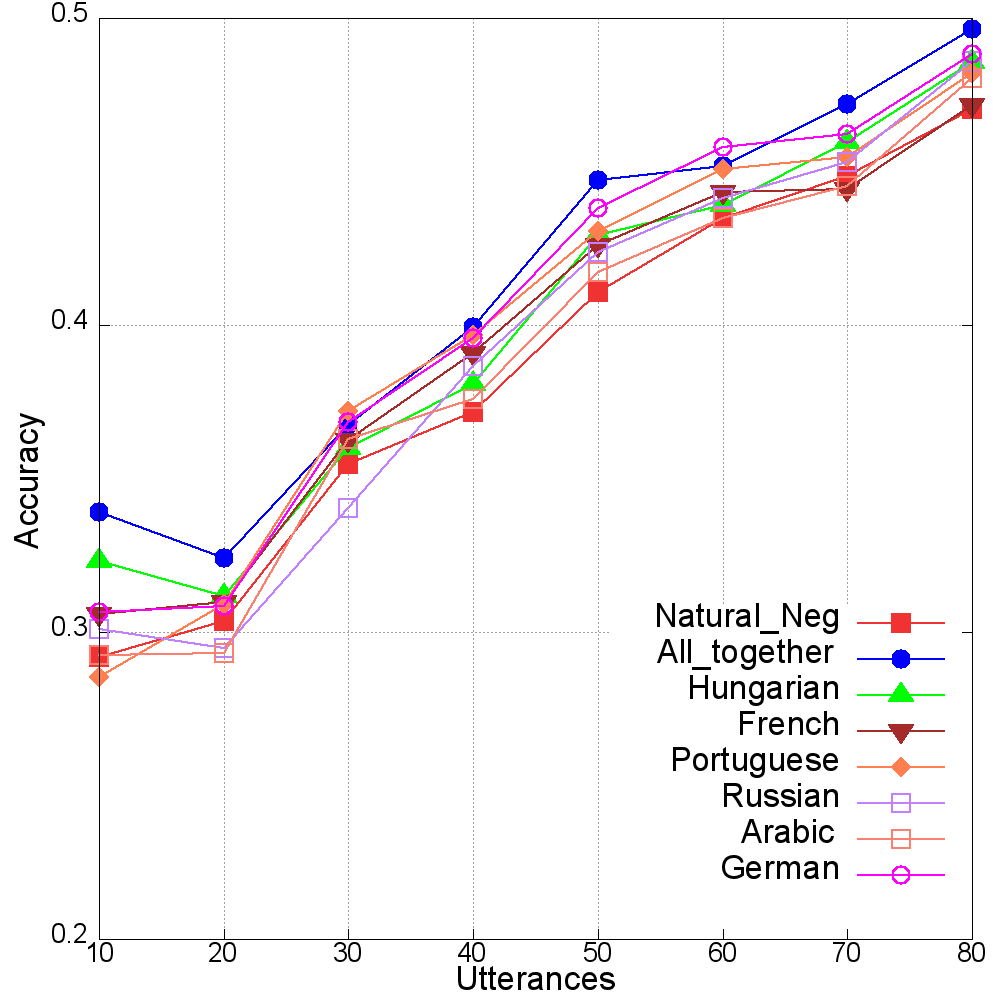 0.5
0.4
0.3
0.2
Accuracy
10 20 30 40 50 60 70 80
Utterances
Natural_Neg
All_together
Hungarian
French
Portuguese
Russian
Arabic
German